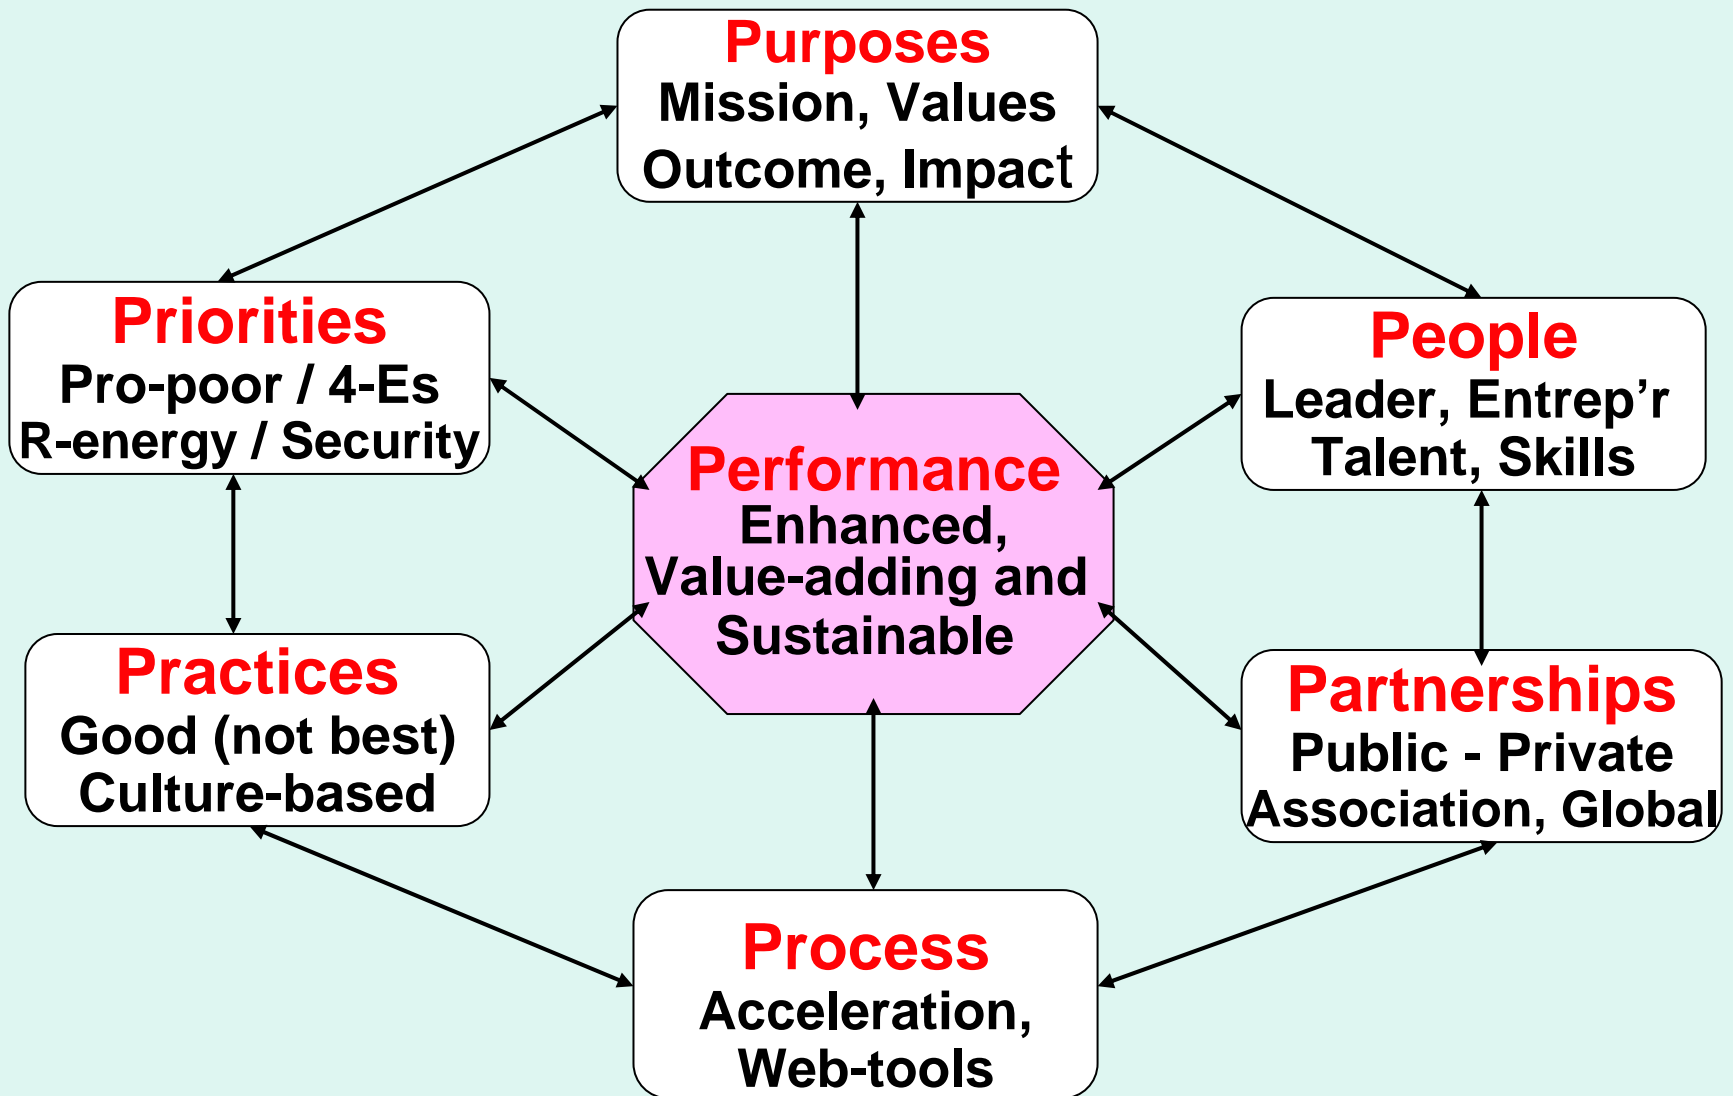 Purposes
Mission, Values
Outcome, Impact
Priorities
Pro-poor / 4-Es
R-energy / Security
People
Leader, Entrep’r
Talent, Skills
Performance
Enhanced,
Value-adding and
Sustainable
Practices
Good (not best)
Culture-based
Partnerships
Public - Private
Association, Global
Process
Acceleration,
Web-tools